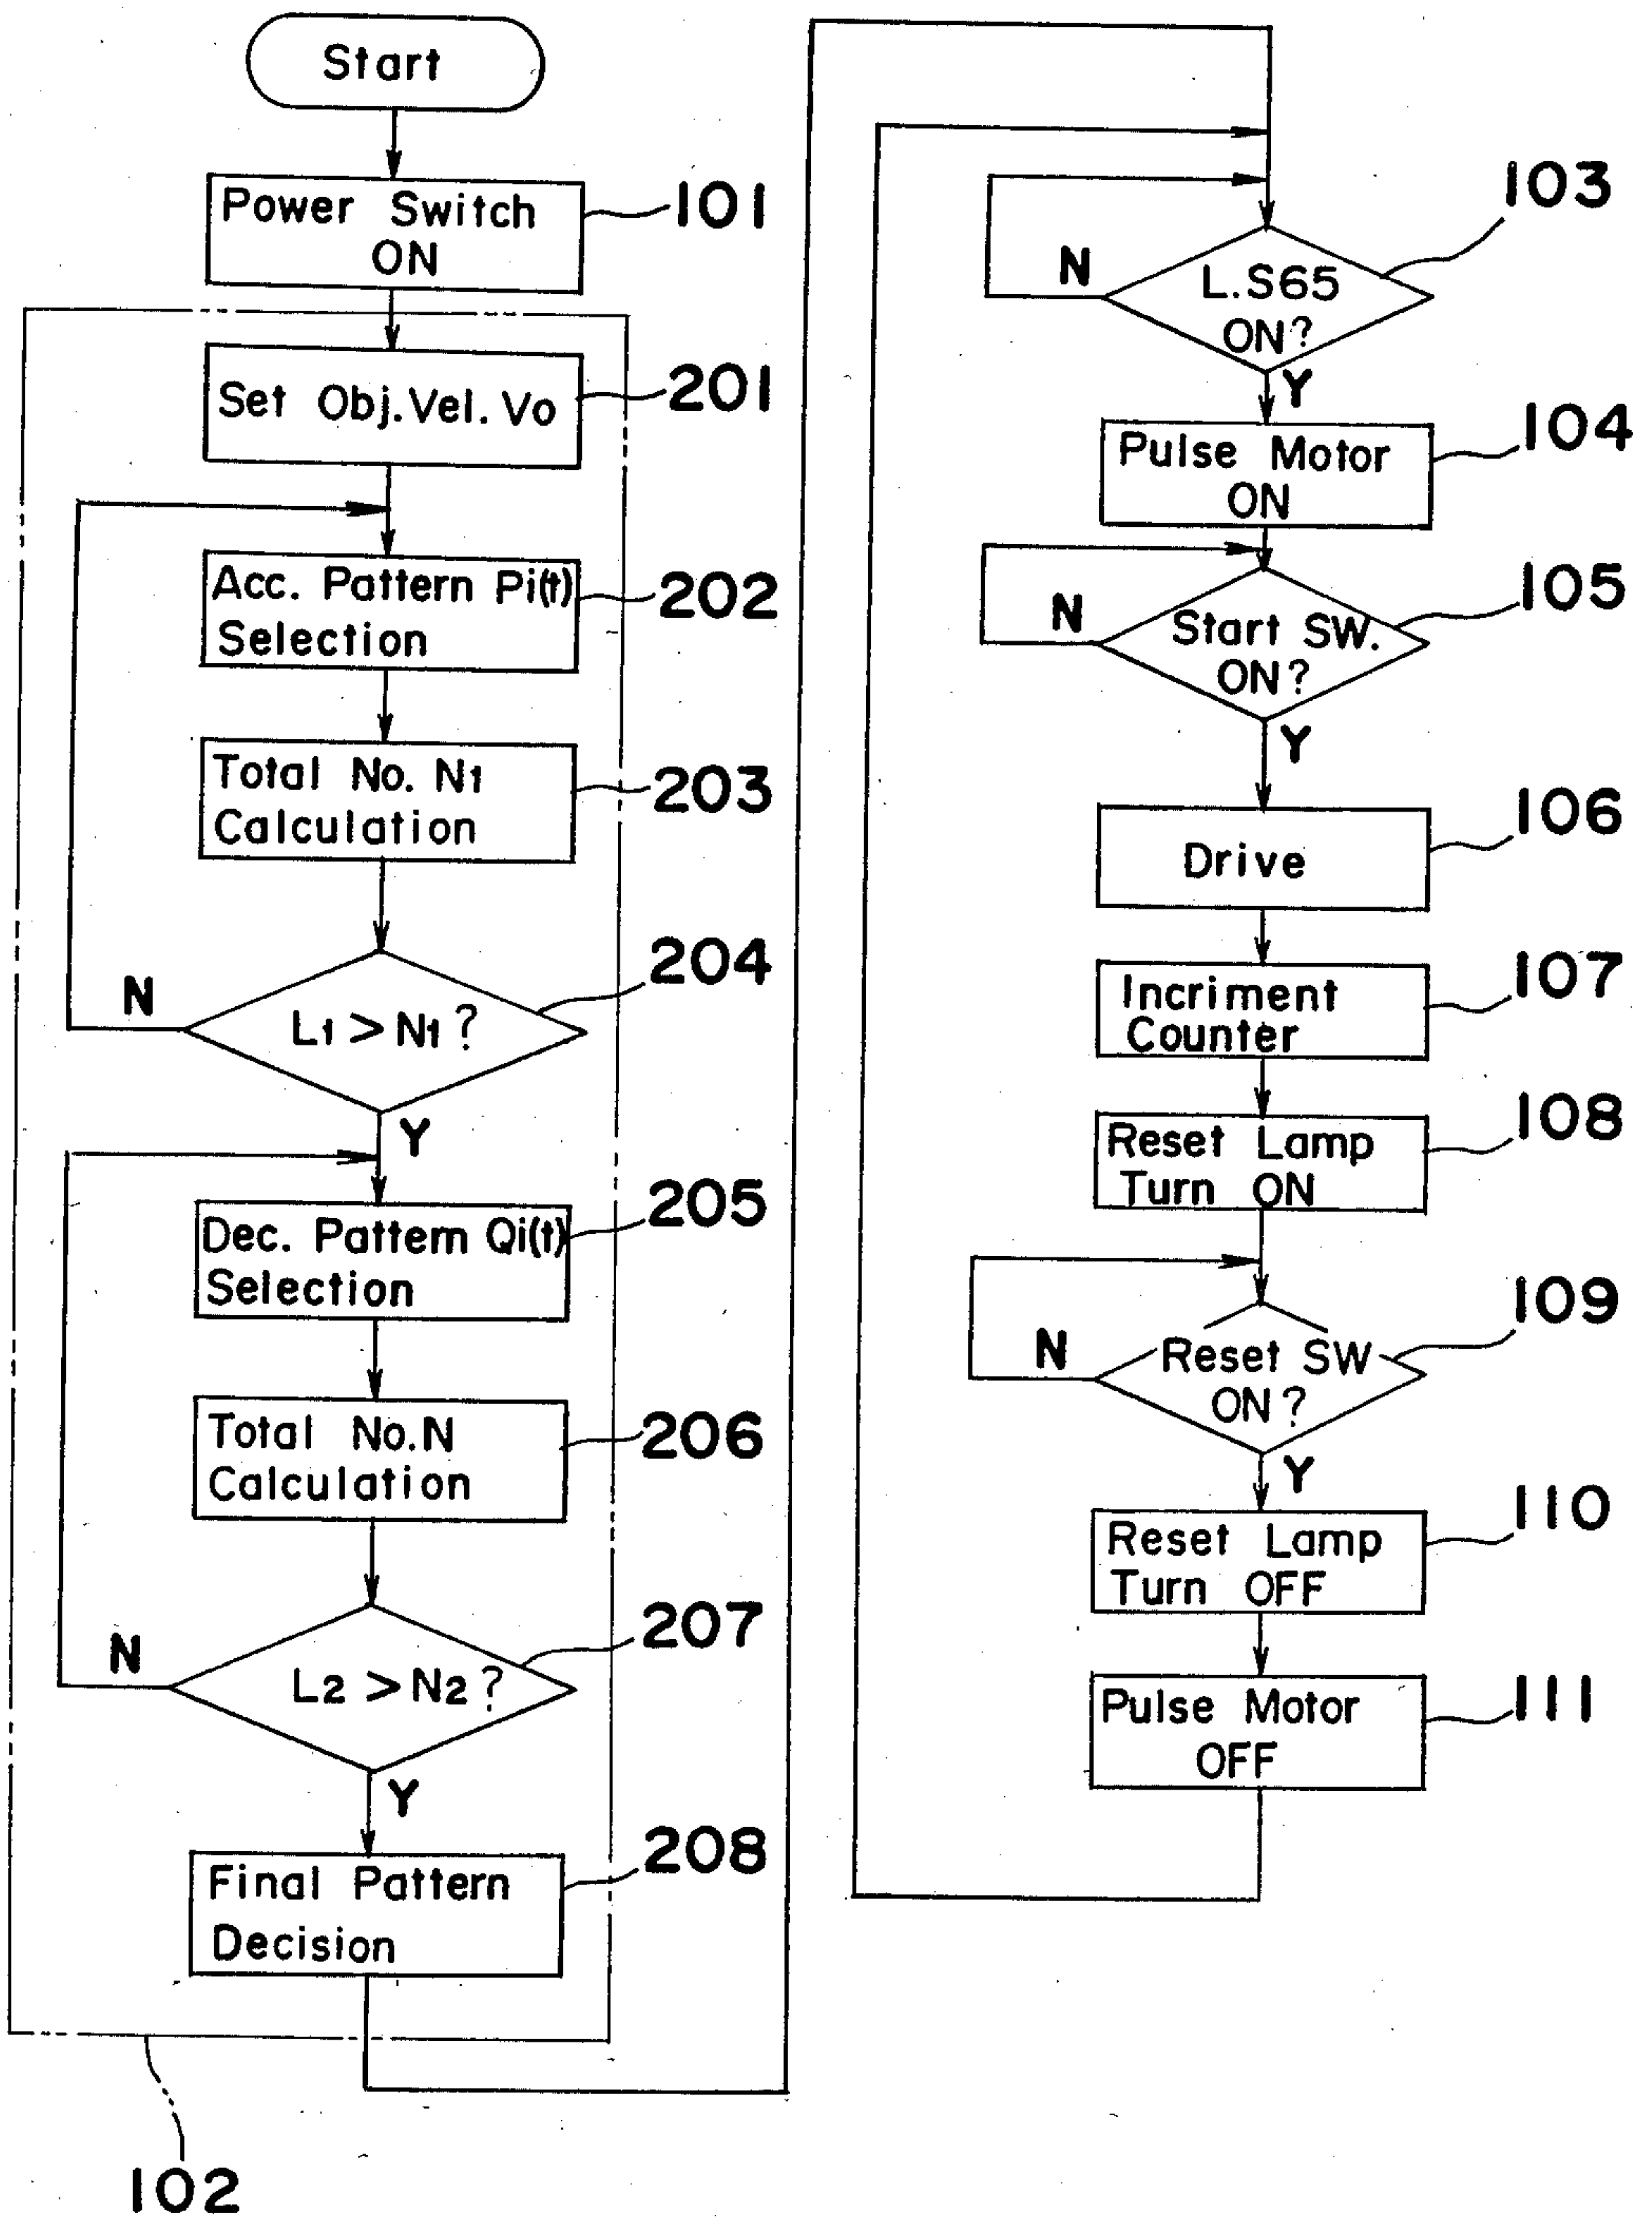 Start
Power Switch
ON
101
Set Obj.Vel. Vo
201
Acc. Pattern Pi(t)
Selection
202
Total No. N1
Calculation
203
L1 > N1 ?
204
N
Y
Dec. Pattern Qi(t)
Selection
205
Total No.N
Calculation
206
L2 > N2 ?
207
N
Y
Final Pattern
Decision
208
102
L.S65
ON?
103
N
Y
Pulse Motor
ON
104
Start SW.
ON?
105
N
Y
Drive
106
Incriment
Counter
107
Reset Lamp
Turn ON
108
Reset SW
ON?
109
N
Y
Reset Lamp
Turn OFF
110
Pulse Motor
OFF
111